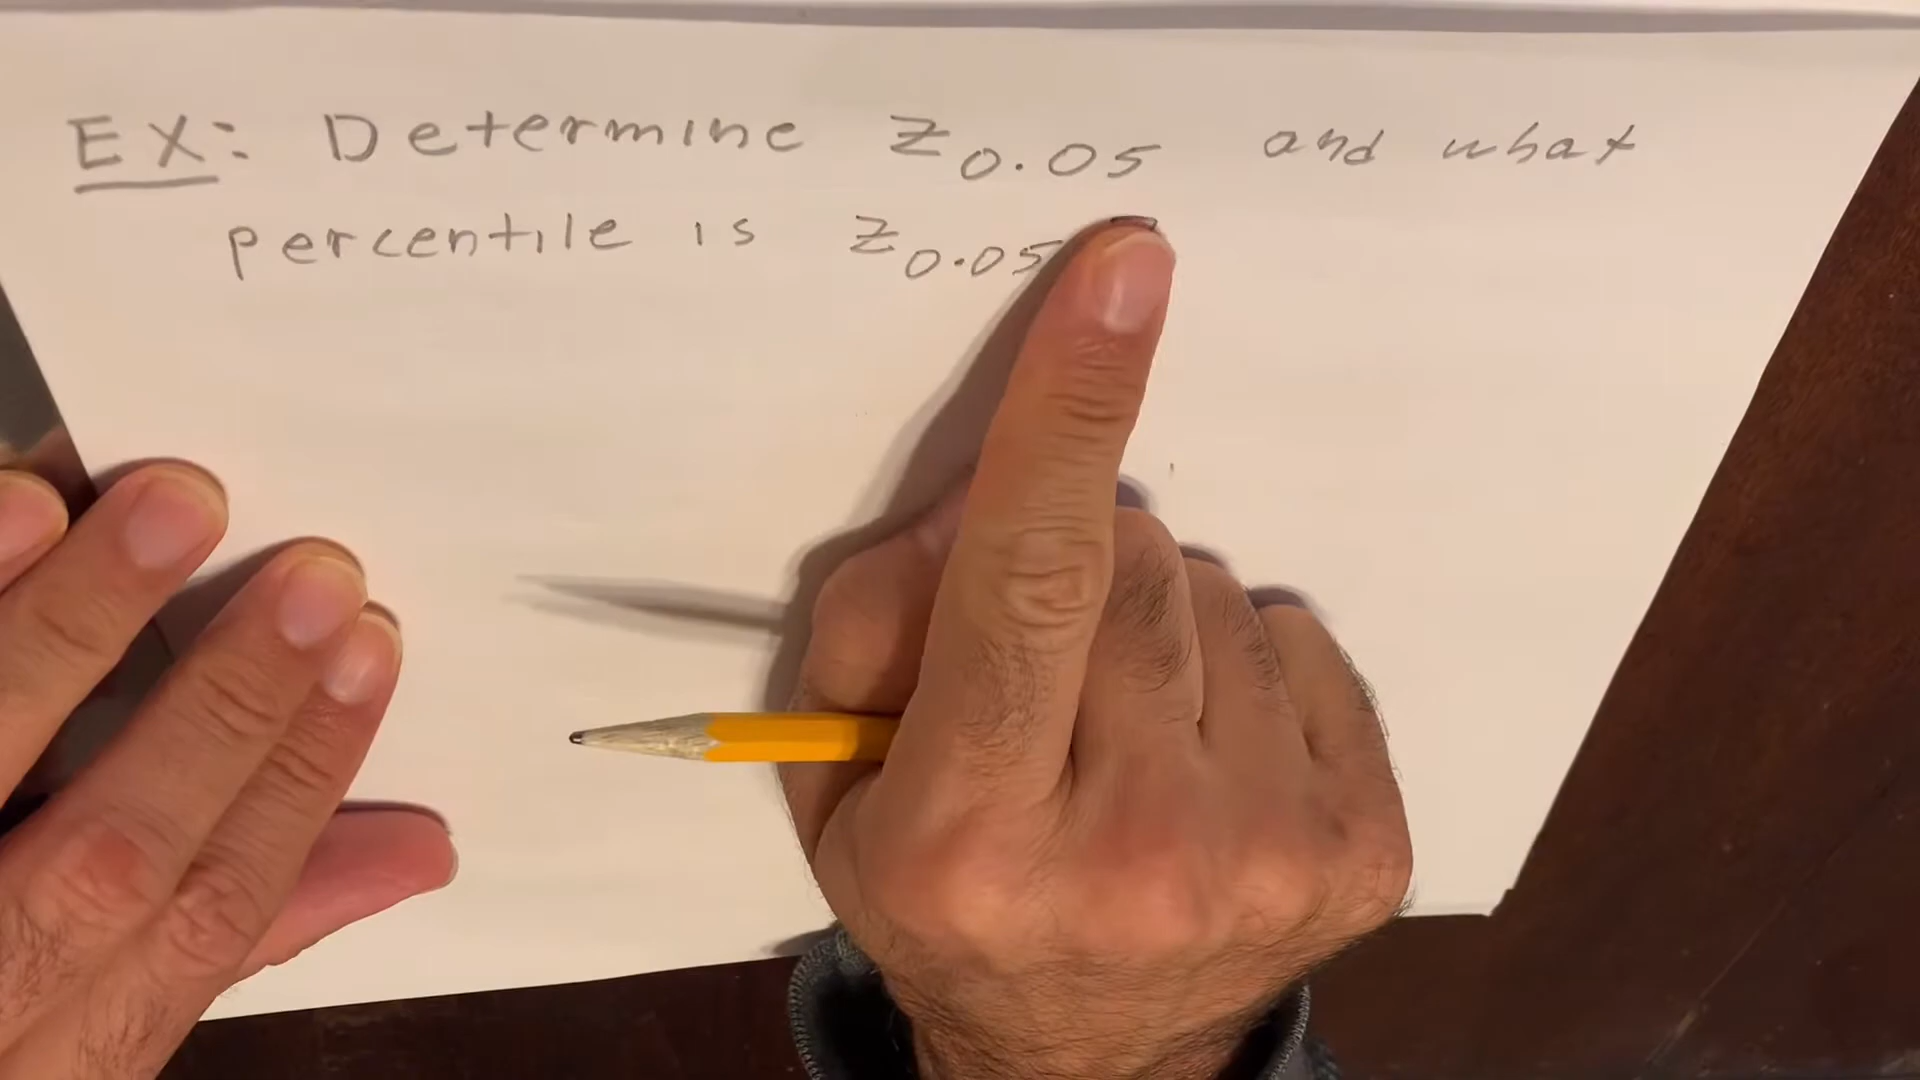 EX: Determine z0.05 and what
percentile is z0.05